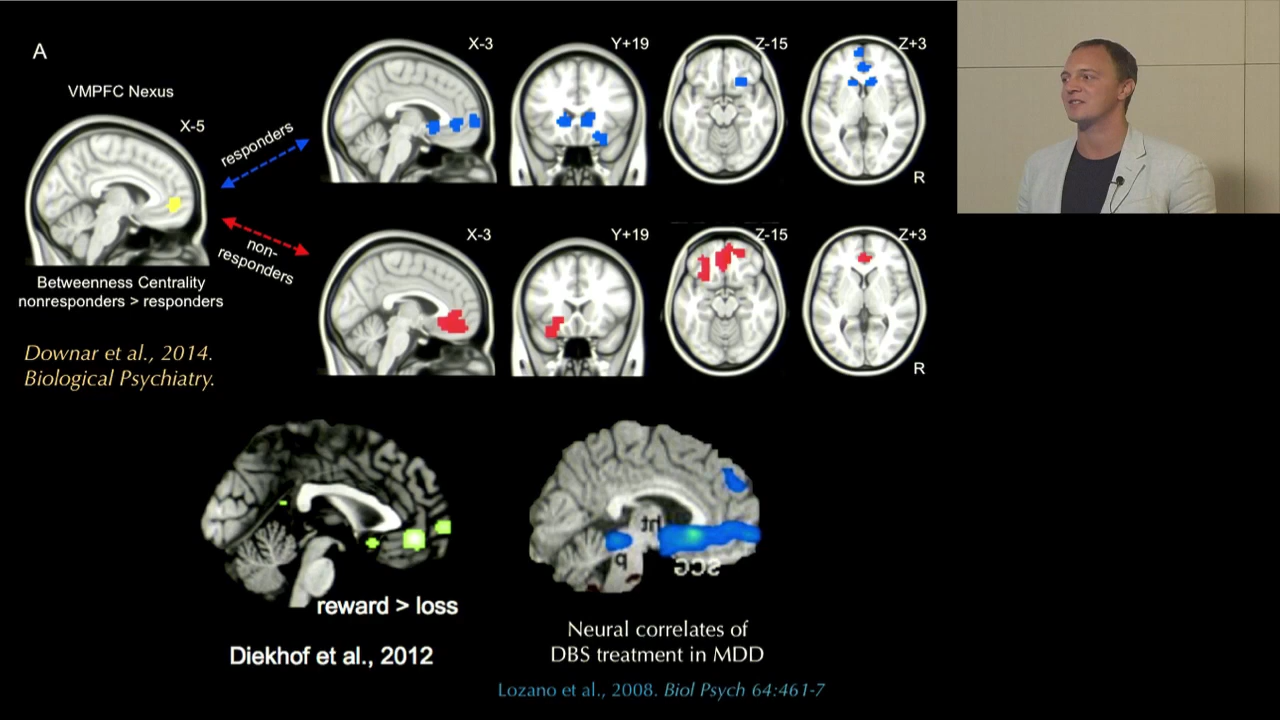 A
VMPFC Nexus
X-5
responders
non-
responders
X-3
Y+19
Z-15
Z+3
R
X-3
Y+19
Z-15
Z+3
R
Betweenness Centrality
nonresponders > responders
Downar et al., 2014.
Biological Psychiatry.
reward > loss
Diekhof et al., 2012
ht
p
SCG
Neural correlates of
DBS treatment in MDD
Lozano et al., 2008. Biol Psych 64:461-7